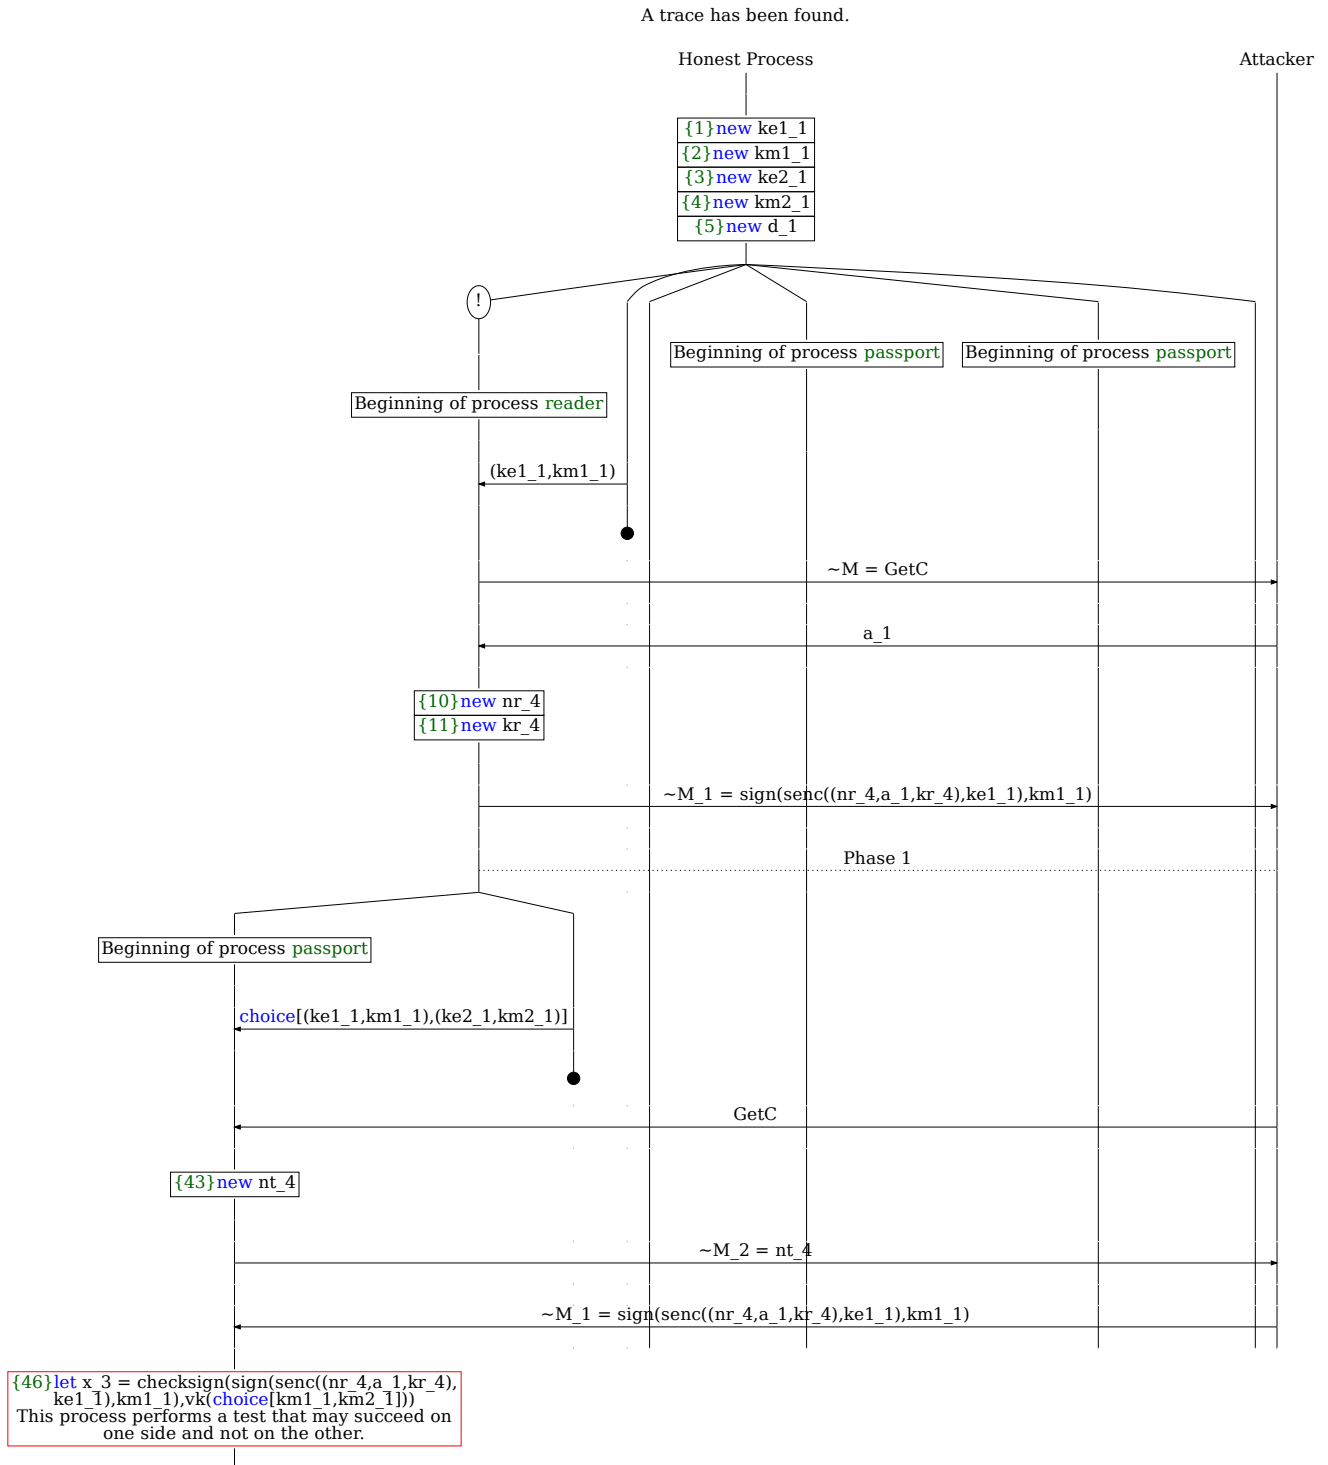 A trace has been found.
Honest Process
Attacker
{1}new ke1_1
{2}new km1_1
{3}new ke2_1
{4}new km2_1
{5}new d_1
!
Beginning of process passport
Beginning of process passport
Beginning of process reader
(ke1_1,km1_1)
~M = GetC
a_1
{10}new nr_4
{11}new kr_4
~M_1 = sign(senc((nr_4,a_1,kr_4),ke1_1),km1_1)
Phase 1
Beginning of process passport
choice[(ke1_1,km1_1),(ke2_1,km2_1)]
GetC
{43}new nt_4
~M_2 = nt_4
~M_1 = sign(senc((nr_4,a_1,kr_4),ke1_1),km1_1)
{46}let x_3 = checksign(sign(senc((nr_4,a_1,kr_4),
ke1_1),km1_1),vk(choice[km1_1,km2_1]))
This process performs a test that may succeed on
one side and not on the other.